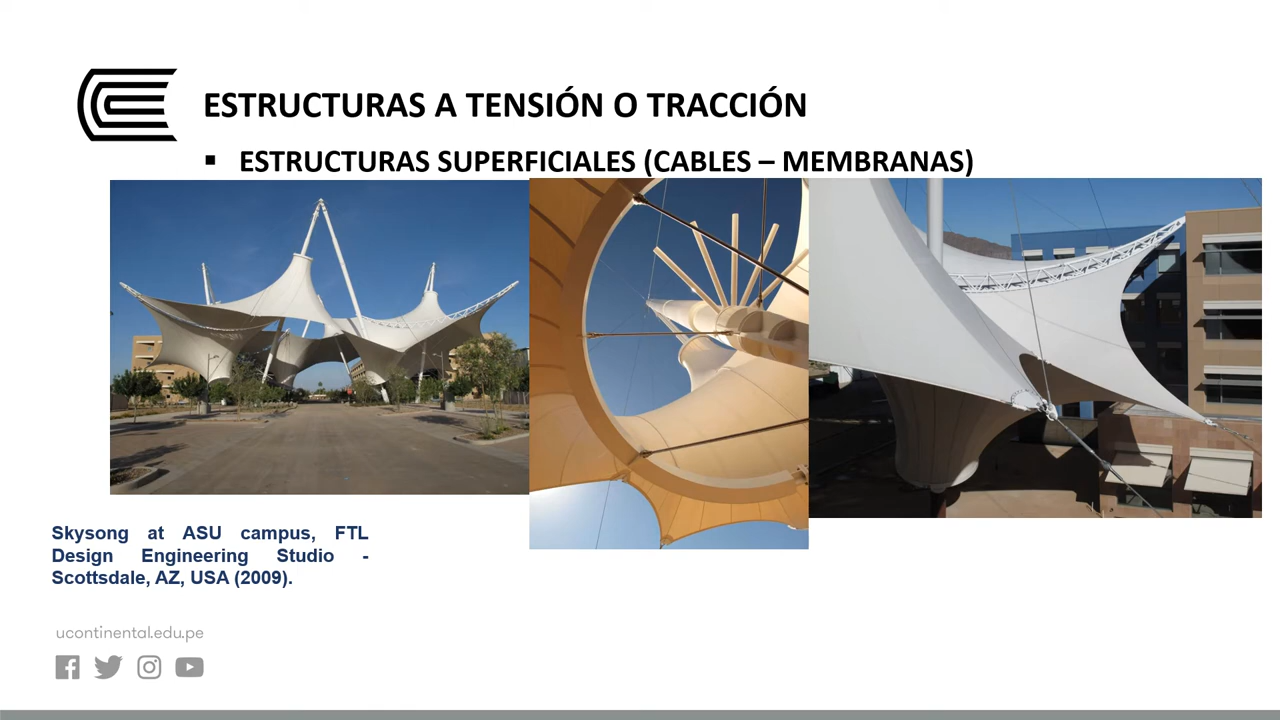 ESTRUCTURAS A TENSIÓN O TRACCIÓN
▪ ESTRUCTURAS SUPERFICIALES (CABLES – MEMBRANAS)
Skysong at ASU campus, FTL
Design Engineering Studio -
Scottsdale, AZ, USA (2009).
ucontinental.edu.pe